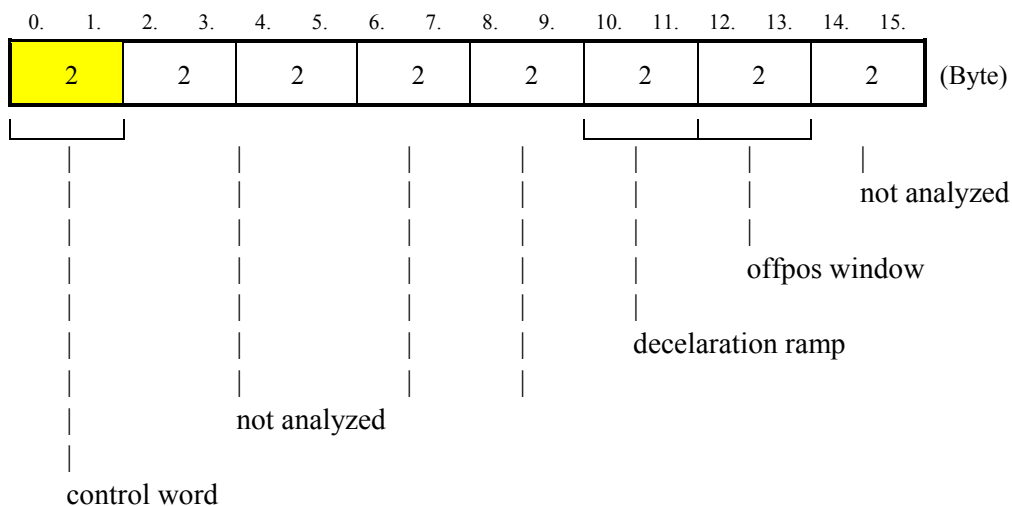 0. 1. 2. 3. 4. 5. 6. 7. 8. 9. 10. 11. 12. 13. 14. 15.
2 2 2 2 2 2 2 2 (Byte)
not analyzed
offpos window
decelaration ramp
not analyzed
control word